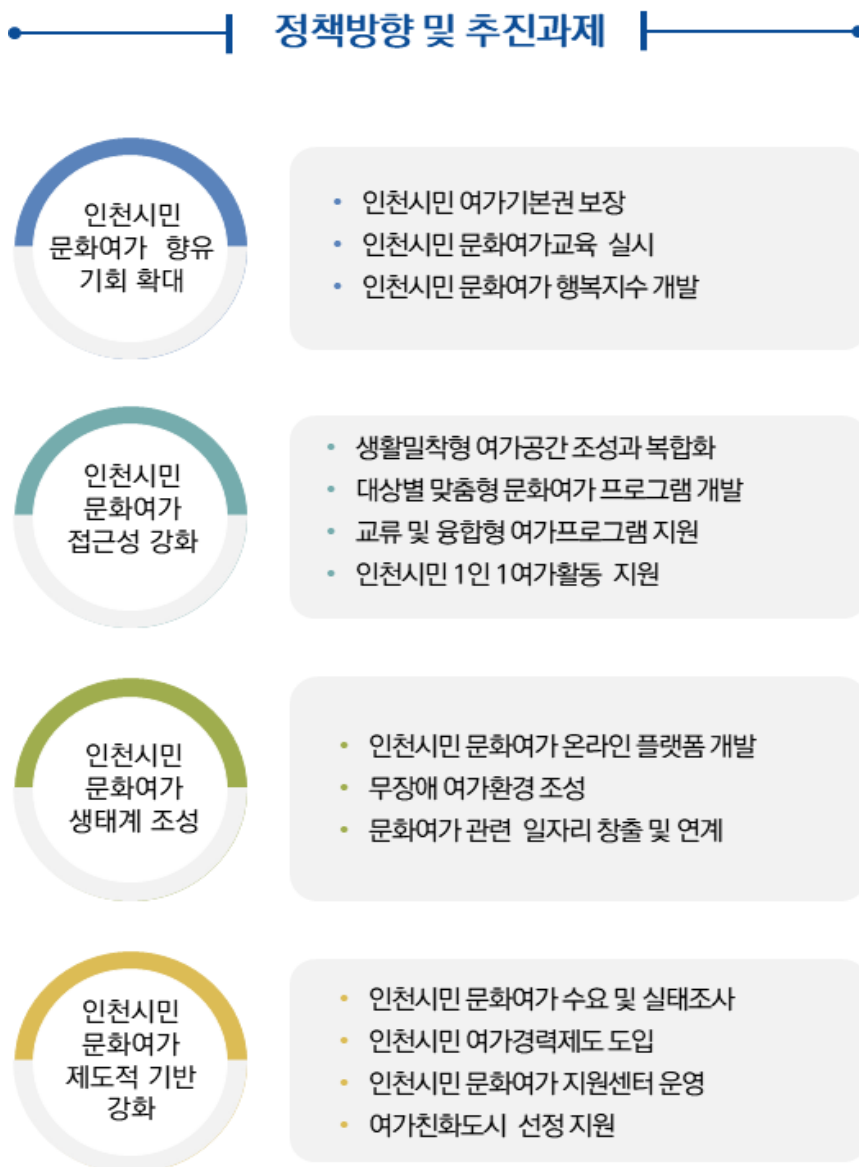 정책방향 및 추진과제
인천시민
문화여가 향유
기회 확대
• 인천시민 여가기본권 보장
• 인천시민 문화여가교육 실시
• 인천시민 문화여가 행복지수 개발
인천시민
문화여가
접근성 강화
• 생활밀착형 여가공간 조성과 복합화
• 대상별 맞춤형 문화여가 프로그램 개발
• 교류 및 융합형 여가프로그램 지원
• 인천시민 1인 1여가활동 지원
인천시민
문화여가
생태계 조성
• 인천시민 문화여가 온라인 플랫폼 개발
• 무장애 여가환경 조성
• 문화여가 관련 일자리 창출 및 연계
인천시민
문화여가
제도적 기반
강화
• 인천시민 문화여가 수요 및 실태조사
• 인천시민 여가경력제도 도입
• 인천시민 문화여가 지원센터 운영
• 여가친화도시 선정 지원